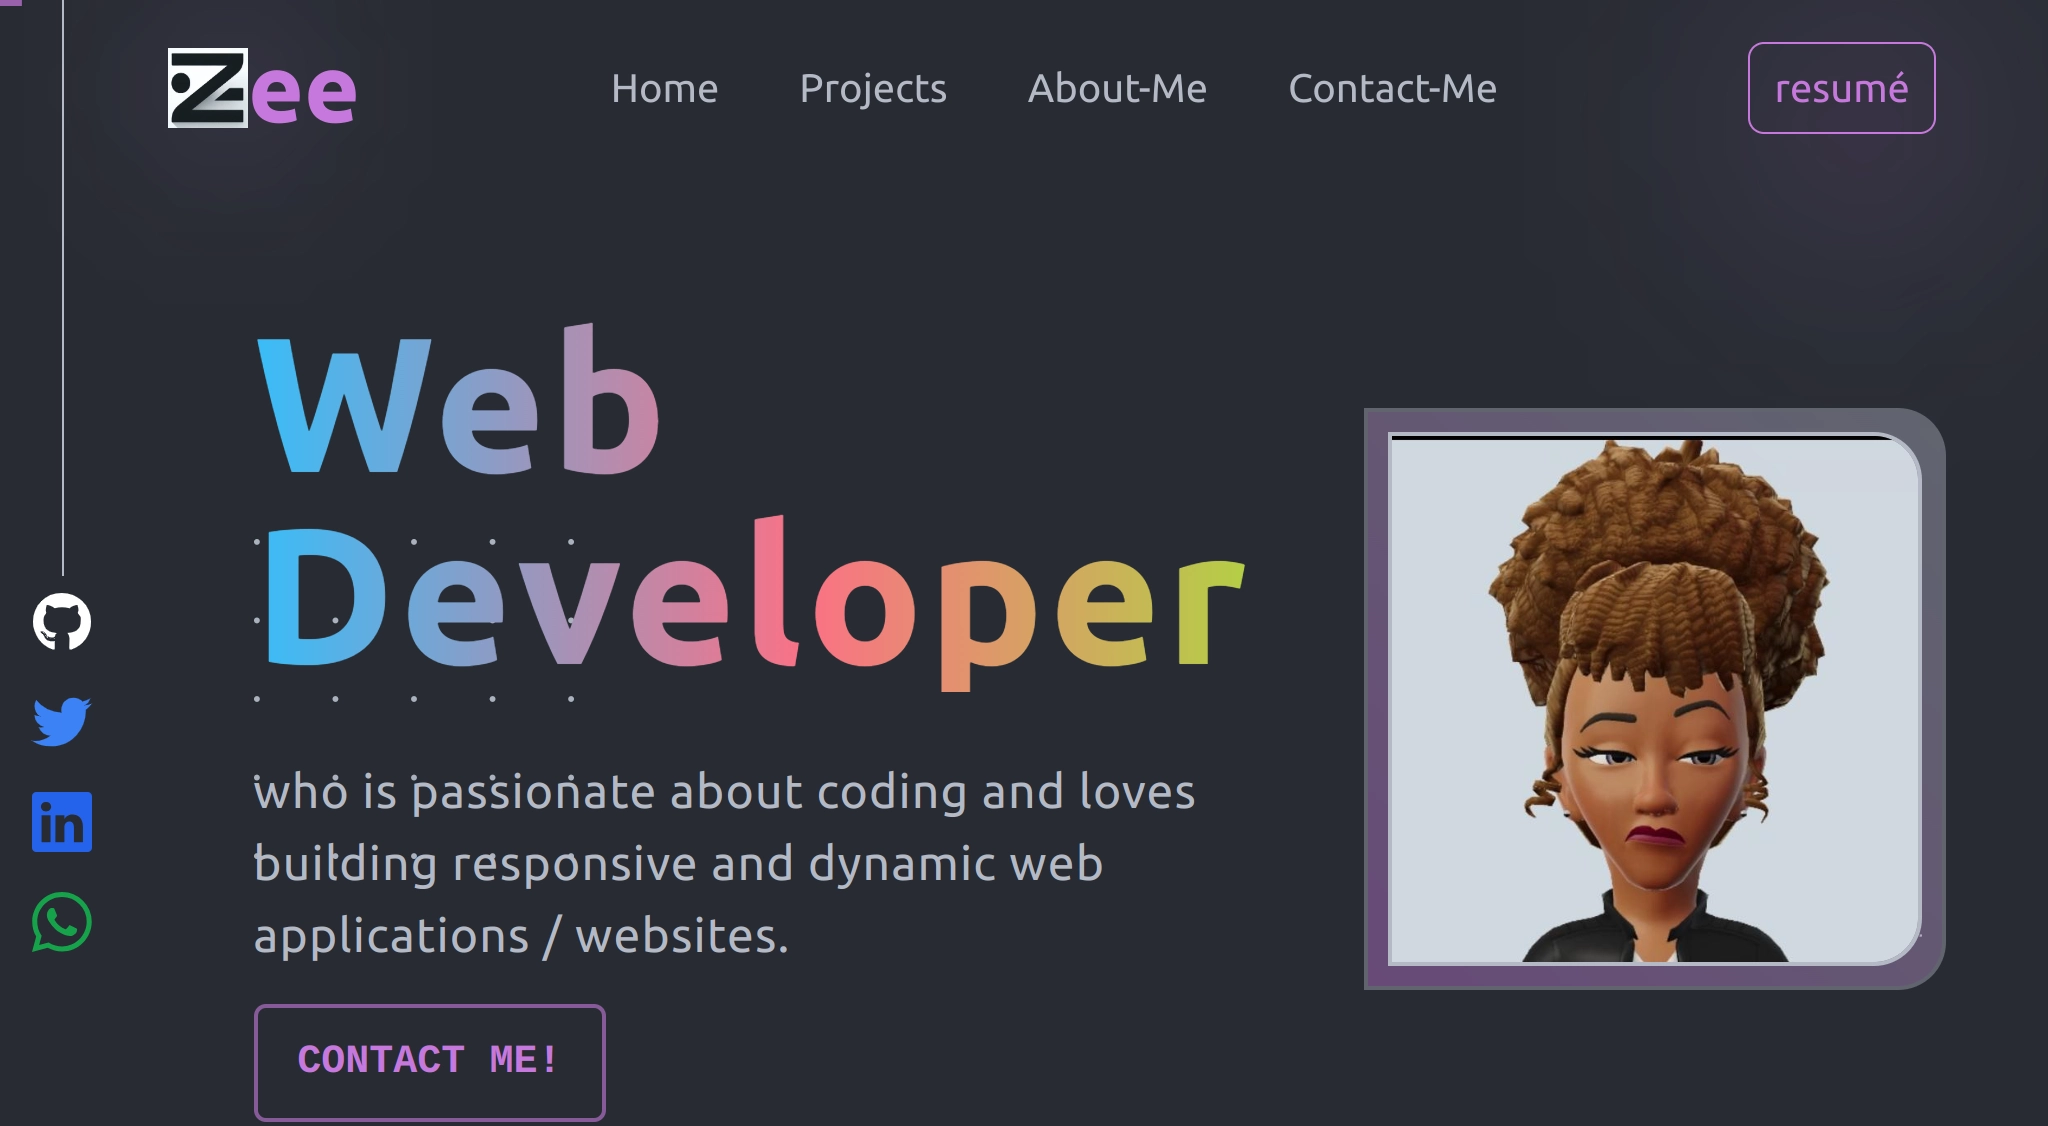 Zee
Home Projects About-Me Contact-Me
resumé
Web
Developer
in
who is passionate about coding and loves
building responsive and dynamic web
applications / websites.
CONTACT ME!